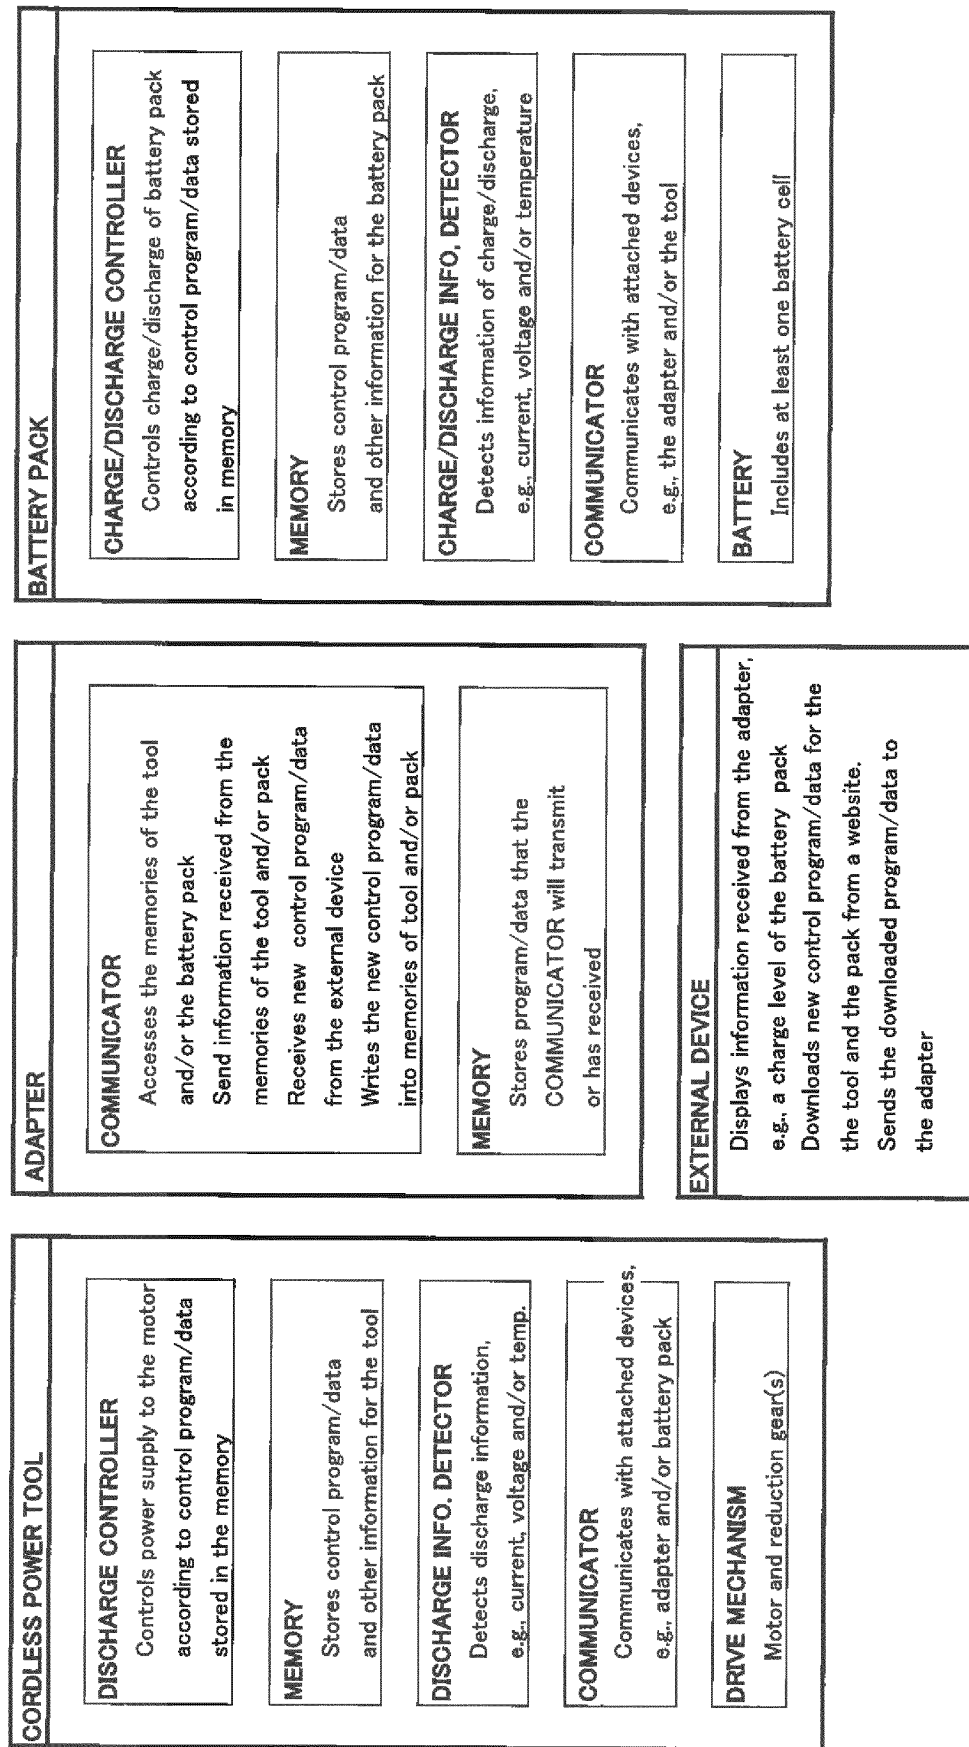 CORDLESS POWER TOOL
DISCHARGE CONTROLLER
Controls power supply to the motor
according to control program/data
stored in the memory
MEMORY
Stores control program/data
and other information for the tool
DISCHARGE INFO. DETECTOR
Detects discharge information,
e.g., current, voltage and/or temp.
COMMUNICATOR
Communicates with attached devices,
e.g., adapter and/or battery pack
DRIVE MECHANISM
Motor and reduction gear(s)
ADAPTER
COMMUNICATOR
Accesses the memories of the tool
and/or the battery pack
Send information received from the
memories of the tool and/or pack
Receives new control program/data
from the external device
Writes the new control program/data
into memories of tool and/or pack
MEMORY
Stores program/data that the
COMMUNICATOR will transmit
or has received
EXTERNAL DEVICE
Displays information received from the adapter,
e.g., a charge level of the battery pack
Downloads new control program/data for the
the tool and the pack from a website.
Sends the downloaded program/data to
the adapter
BATTERY PACK
CHARGE/DISCHARGE CONTROLLER
Controls charge/discharge of battery pack
according to control program/data stored
in memory
MEMORY
Stores control program/data
and other information for the battery pack
CHARGE/DISCHARGE INFO. DETECTOR
Detects information of charge/discharge,
e.g., current, voltage and/or temperature
COMMUNICATOR
Communicates with attached devices,
e.g., the adapter and/or the tool
BATTERY
Includes at least one battery cell